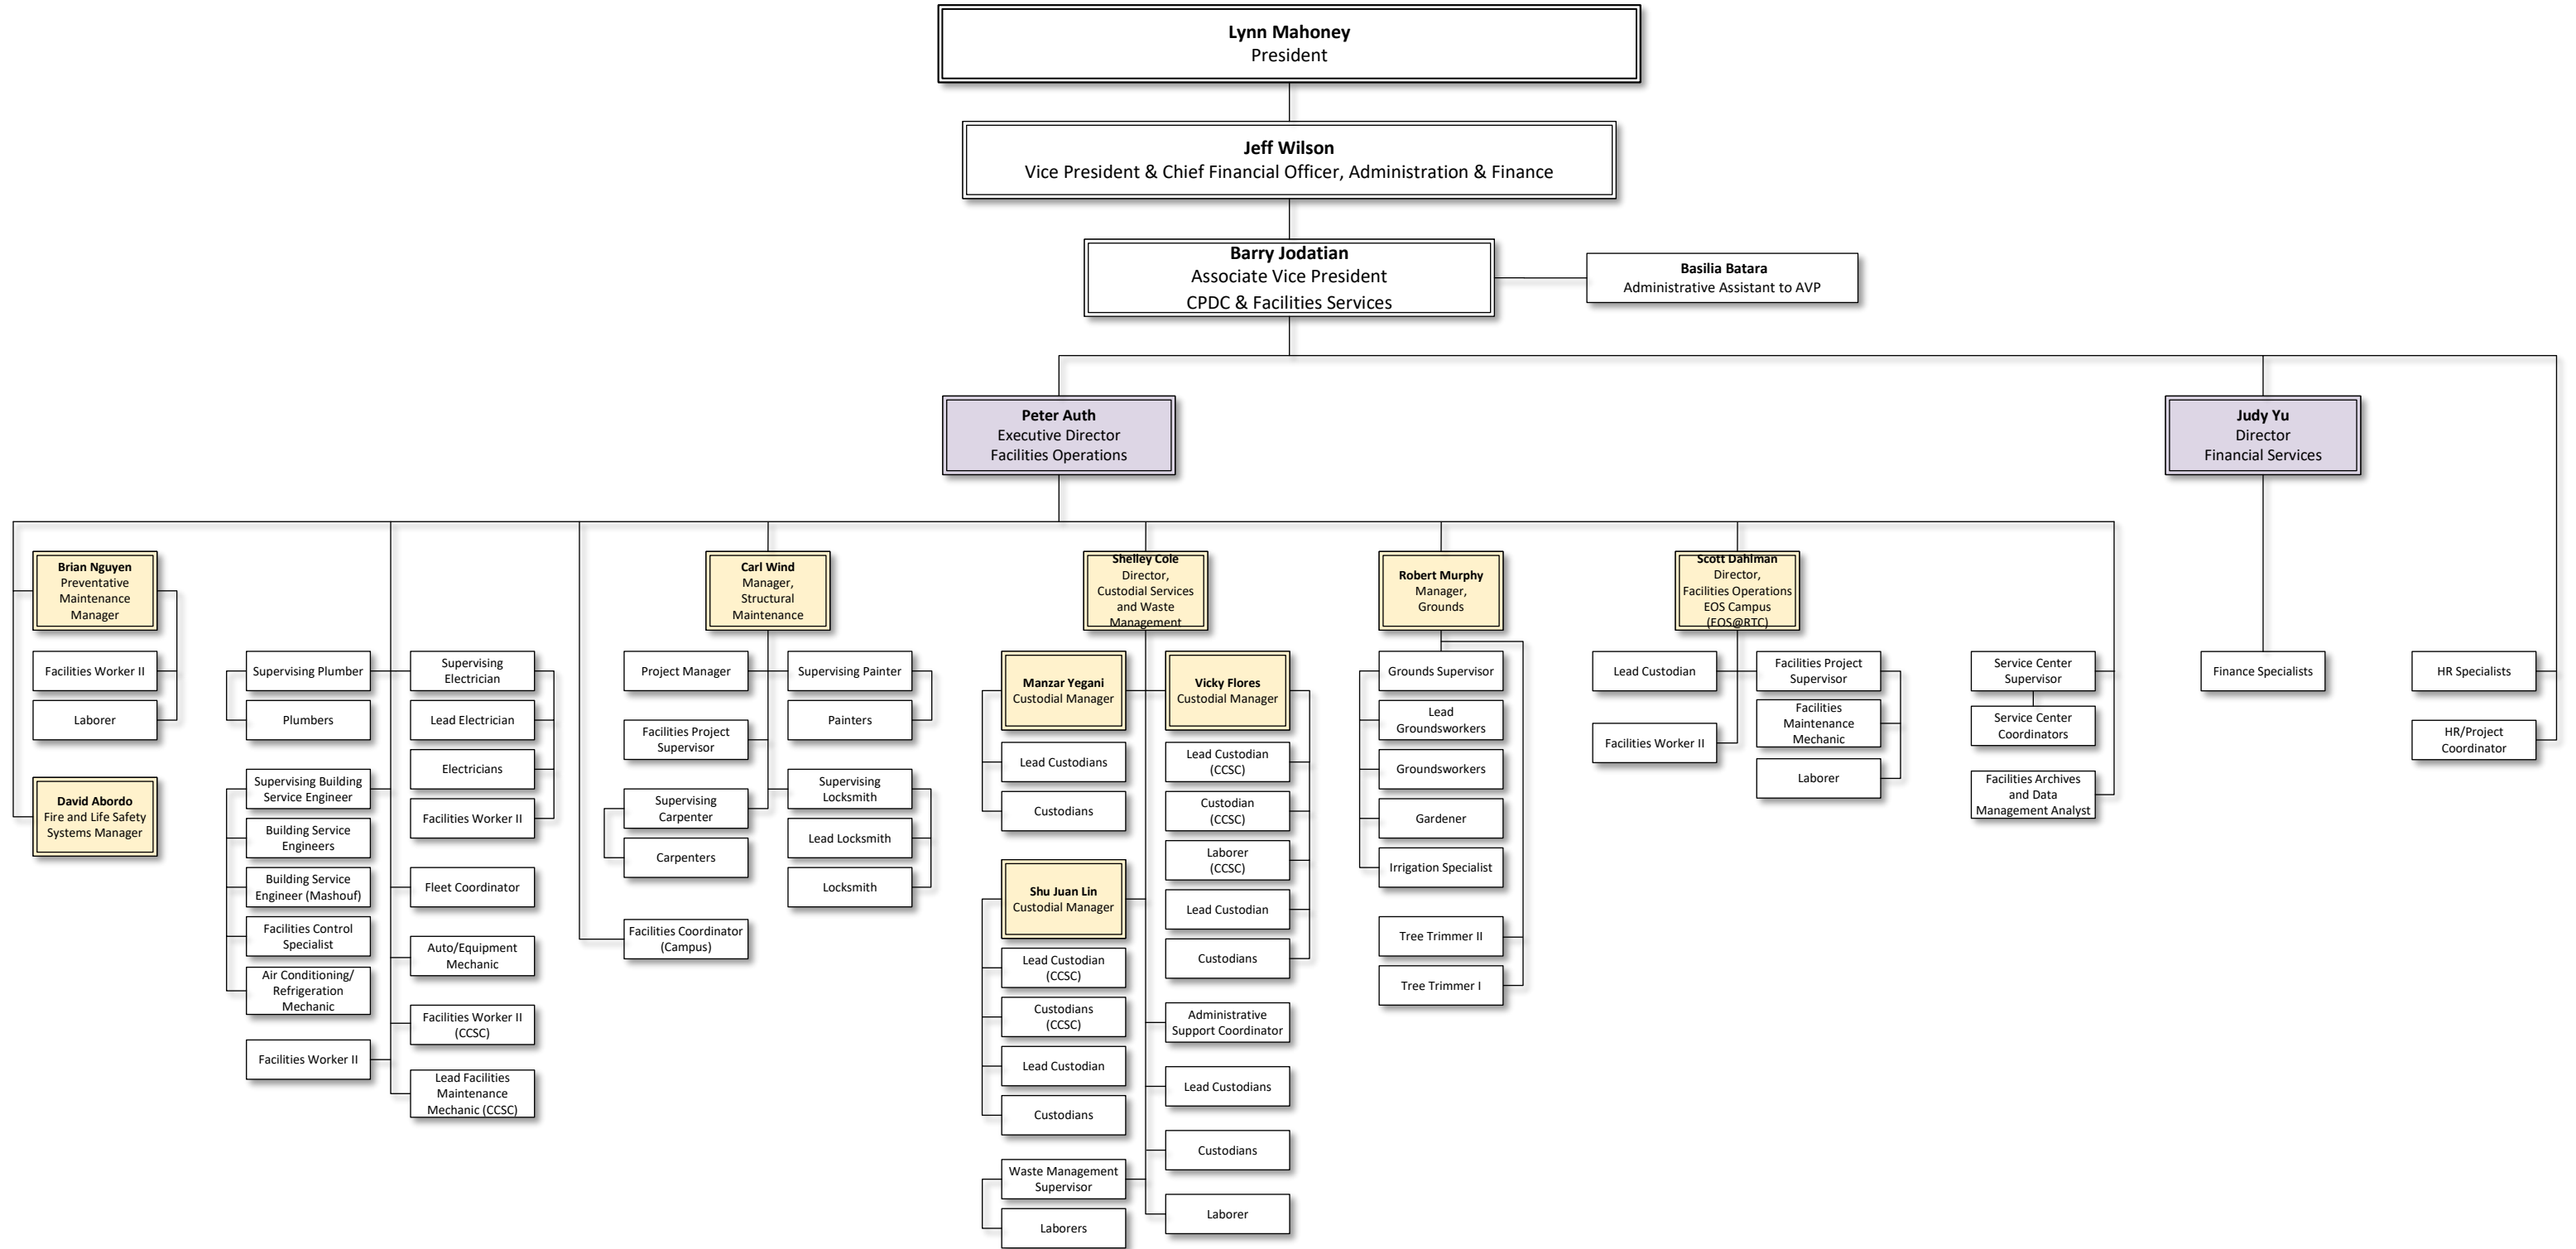 Lynn Mahoney
President
Jeff Wilson
Vice President & Chief Financial Officer, Administration & Finance
Barry Jodatian
Associate Vice President
CPDC & Facilities Services
Basilia Batara
Administrative Assistant to AVP
Peter Auth
Executive Director
Facilities Operations
Judy Yu
Director
Financial Services
Brian Nguyen
Preventative
Maintenance
Manager
Facilities Worker II
Laborer
David Abordo
Fire and Life Safety
Systems Manager
Supervising Plumber
Plumbers
Supervising Building
Service Engineer
Building Service
Engineers
Building Service
Engineer (Mashouf)
Facilities Control
Specialist
Air Conditioning/
Refrigeration
Mechanic
Facilities Worker II
Supervising
Electrician
Lead Electrician
Electricians
Facilities Worker II
Fleet Coordinator
Auto/Equipment
Mechanic
Facilities Worker II
(CCSC)
Lead Facilities
Maintenance
Mechanic (CCSC)
Carl Wind
Manager,
Structural
Maintenance
Project Manager
Facilities Project
Supervisor
Supervising
Carpenter
Carpenters
Facilities Coordinator
(Campus)
Supervising Painter
Painters
Supervising
Locksmith
Lead Locksmith
Locksmith
Shelley Cole
Director,
Custodial Services
and Waste
Management
Manzar Yegani
Custodial Manager
Lead Custodians
Custodians
Shu Juan Lin
Custodial Manager
Lead Custodian
(CCSC)
Custodians
(CCSC)
Lead Custodian
Custodians
Waste Management
Supervisor
Laborers
Vicky Flores
Custodial Manager
Lead Custodian
(CCSC)
Custodian
(CCSC)
Laborer
(CCSC)
Lead Custodian
Custodians
Administrative
Support Coordinator
Lead Custodians
Custodians
Laborer
Robert Murphy
Manager,
Grounds
Grounds Supervisor
Lead
Groundsworkers
Groundsworkers
Gardener
Irrigation Specialist
Tree Trimmer II
Tree Trimmer I
Scott Dahlman
Director,
Facilities Operations
EOS Campus
(EOS@RTC)
Lead Custodian
Facilities Worker II
Facilities Project
Supervisor
Facilities
Maintenance
Mechanic
Laborer
Service Center
Supervisor
Service Center
Coordinators
Facilities Archives
and Data
Management Analyst
Finance Specialists
HR Specialists
HR/Project
Coordinator